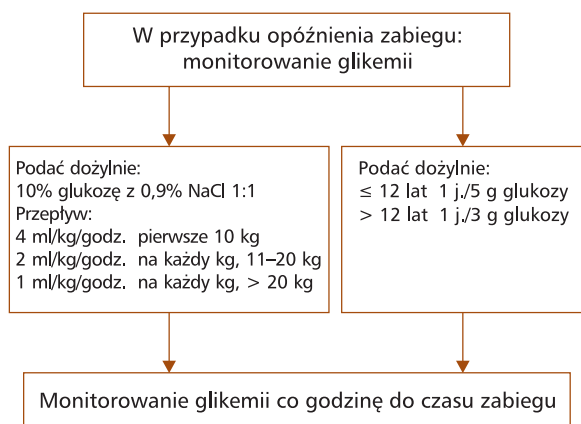 W przypadku opóźnienia zabiegu:
monitorowanie glikemii
Podać dożylnie:
10% glukozę z 0,9% NaCl 1:1
Przepływ:
4 ml/kg/godz. pierwsze 10 kg
2 ml/kg/godz. na każdy kg, 11–20 kg
1 ml/kg/godz. na każdy kg, > 20 kg
Podać dożylnie:
≤ 12 lat 1 j./5 g glukozy
> 12 lat 1 j./3 g glukozy
Monitorowanie glikemii co godzinę do czasu zabiegu